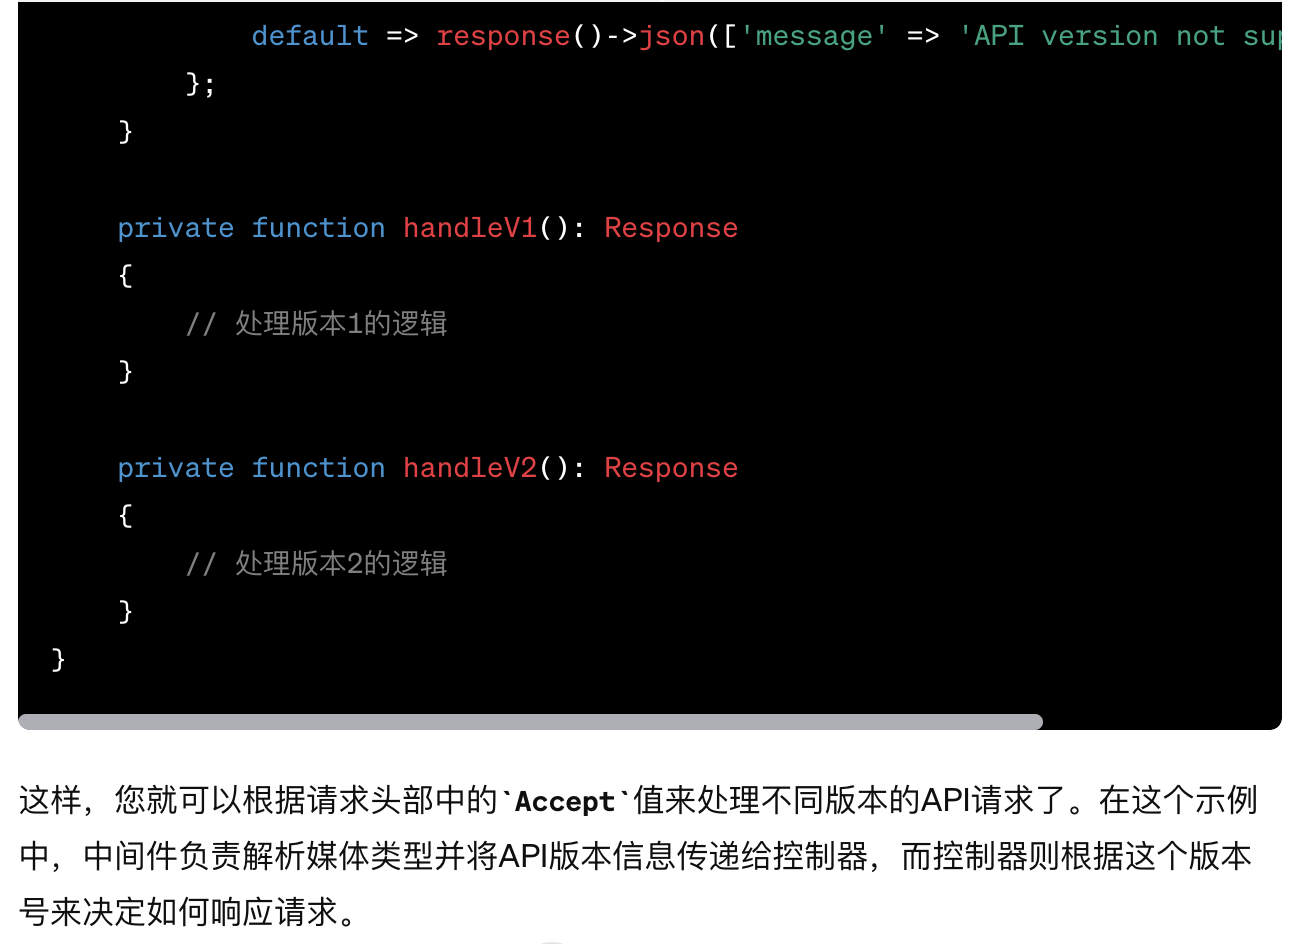 default => response()->json(['message' => 'API version not
};
}
private function handleV1(): Response
{
// 处理版本1的逻辑
}
private function handleV2(): Response
{
// 处理版本2的逻辑
}
}
这样，您就可以根据请求头部中的`Accept`值来处理不同版本的API请求了。在这个示例
中，中间件负责解析媒体类型并将API版本信息传递给控制器，而控制器则根据这个版本
号来决定如何响应请求。